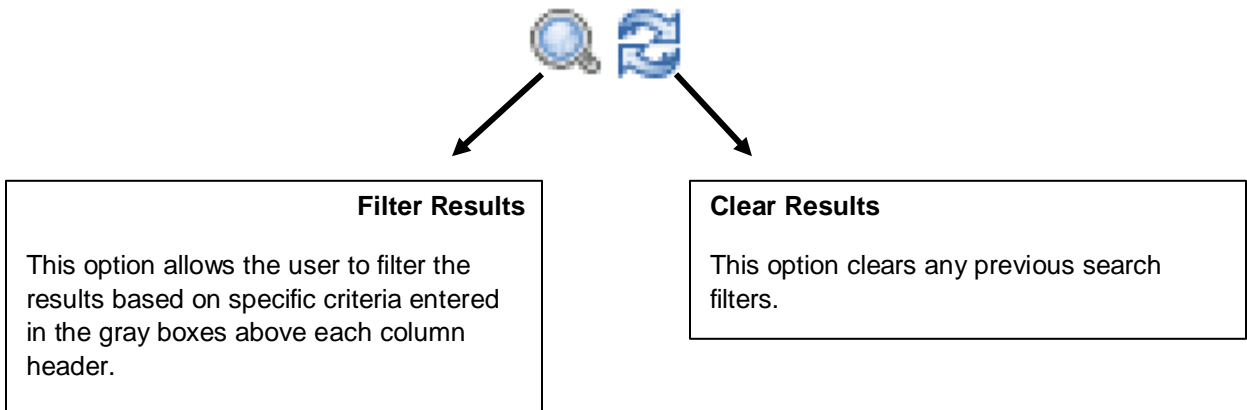 Filter Results
This option allows the user to filter the
results based on specific criteria entered
in the gray boxes above each column
header.
Clear Results
This option clears any previous search
filters.